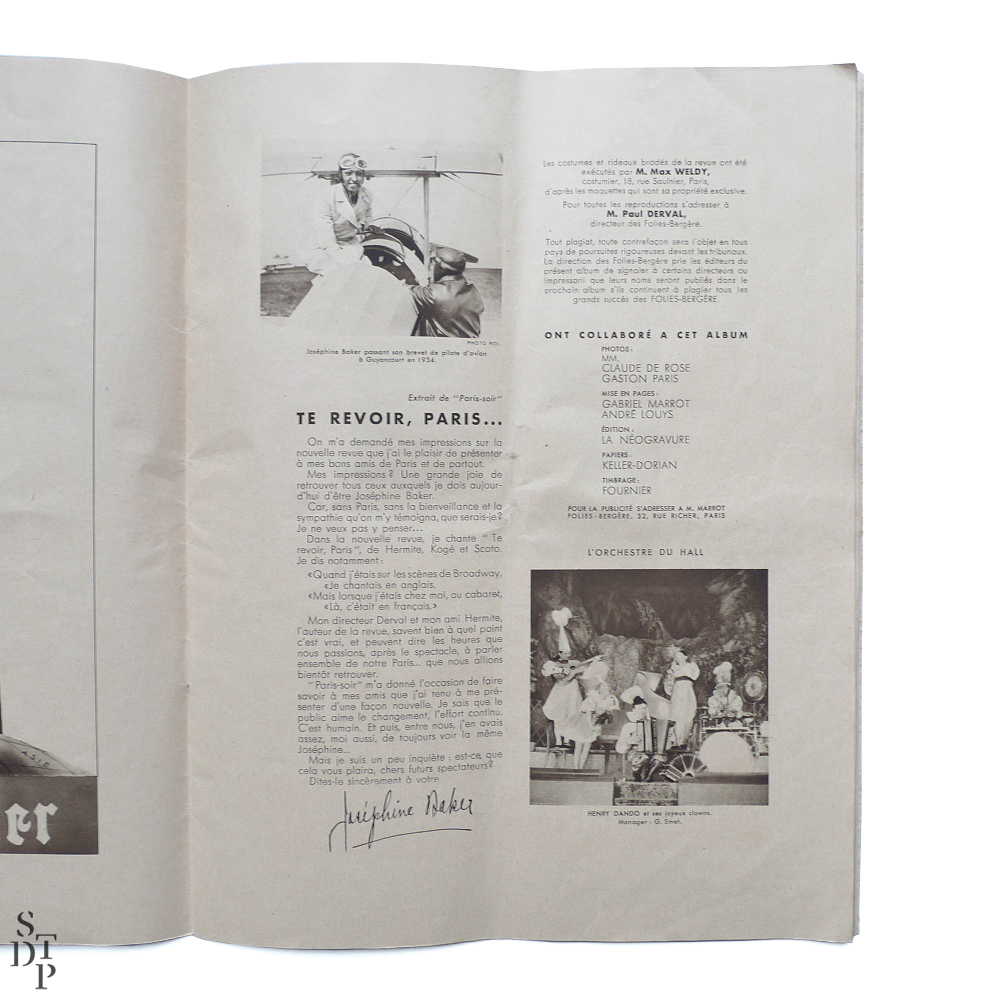 er
PHOTO ROL
Joséphine Baker passant son brevet de pilote d'avion
à Guyancourt en 1934.
Extrait de "Paris-soir"
TE REVOIR, PARIS...
On m'a demandé mes impressions sur la
nouvelle revue que j'ai le plaisir de présenter
à mes bons amis de Paris et de partout.
Mes impressions? Une grande joie de
retrouver tous ceux auxquels je dois aujour-
d'hui d'être Joséphine Baker.
Car, sans Paris, sans la bienveillance et la
sympathie qu'on m'y témoigna, que serais-je?
Je ne veux pas y penser...
Dans la nouvelle revue, je chante "Te
revoir, Paris", de Hermite, Kogé et Scoto.
Je dis notamment:
«Quand j'étais sur les scènes de Broadway,
«Je chantais en anglais,
«Mais lorsque j'étais chez moi, au cabaret,
«Là, c'était en français.»
Mon directeur Derval et mon ami Hermite,
l'auteur de la revue, savent bien à quel point
c'est vrai, et peuvent dire les heures que
nous passions, après le spectacle, à parler
ensemble de notre Paris... que nous allions
bientôt retrouver.
"Paris-soir" m'a donné l'occasion de faire
savoir à mes amis que j'ai tenu à me pré-
senter d'une façon nouvelle. Je sais que le
public aime le changement, l'effort continu.
C'est humain. Et puis, entre nous, j'en avais
assez, moi aussi, de toujours voir la même
Joséphine...
Mais je suis un peu inquiète: est-ce, que
cela vous plaira, chers futurs spectateurs?
Dites-le sincèrement à votre
Joséphine Baker
Les costumes et rideaux brodés de la revue ont été
exécutés par M. Max WELDY,
costumier, 18, rue Saulnier, Paris,
d'après les maquettes qui sont sa propriété exclusive.
Pour toutes les reproductions s'adresser à
M. Paul DERVAL,
directeur des Folies-Bergère.
Tout plagiat, toute contrefaçon sera l'objet en tous
pays de poursuites rigoureuses devant les tribunaux.
La direction des Folies-Bergère prie les éditeurs du
présent album de signaler à certains directeurs ou
impressarii que leurs noms seront publiés dans le
prochain album s'ils continuent à plagier tous les
grands succès des FOLIES-BERGÈRE.
ONT COLLABORÉ A CET ALBUM
PHOTOS:
MM.
CLAUDE DE ROSE
GASTON PARIS
MISE EN PAGES:
GABRIEL MARROT
ANDRÉ LOUYS
ÉDITION:
LA NÉOGRAVURE
PAPIERS:
KELLER-DORIAN
TIMBRAGE:
FOURNIER
POUR LA PUBLICITÉ S'ADRESSER A M. MARROT
FOLIES-BERGÈRE, 32, RUE RICHER, PARIS
L'ORCHESTRE DU HALL
HENRY DANDO et ses joyeux clowns.
Manager: G. Smet.
S
DT
P